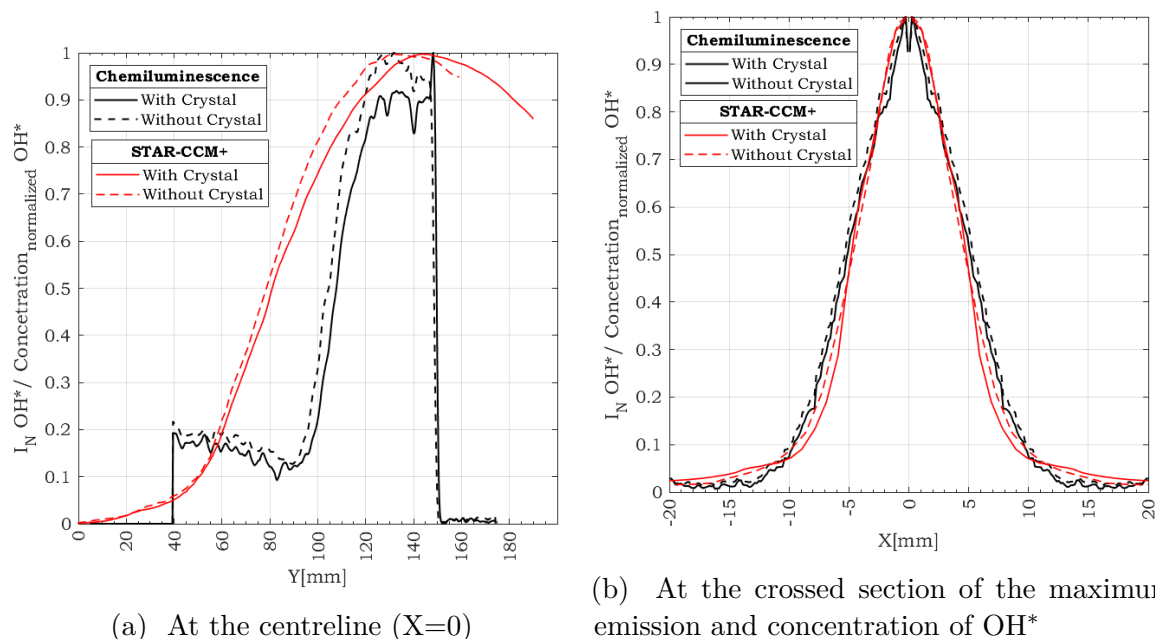 1
0.9
0.8
0.7
0.6
0.5
0.4
0.3
0.2
0.1
0
I_N OH*/ Concetration_normalized OH*
Chemiluminescence
With Crystal
Without Crystal
STAR-CCM+
With Crystal
Without Crystal
0
20
40
60
80
100
120
140
160
180
Y[mm]
(a) At the centreline (X=0)
1
0.9
0.8
0.7
0.6
0.5
0.4
0.3
0.2
0.1
0
I_N OH*/ Concetration_normalized OH*
Chemiluminescence
With Crystal
Without Crystal
STAR-CCM+
With Crystal
Without Crystal
-20
-15
-10
-5
0
5
10
15
20
X[mm]
(b) At the crossed section of the maximum
emission and concentration of OH*